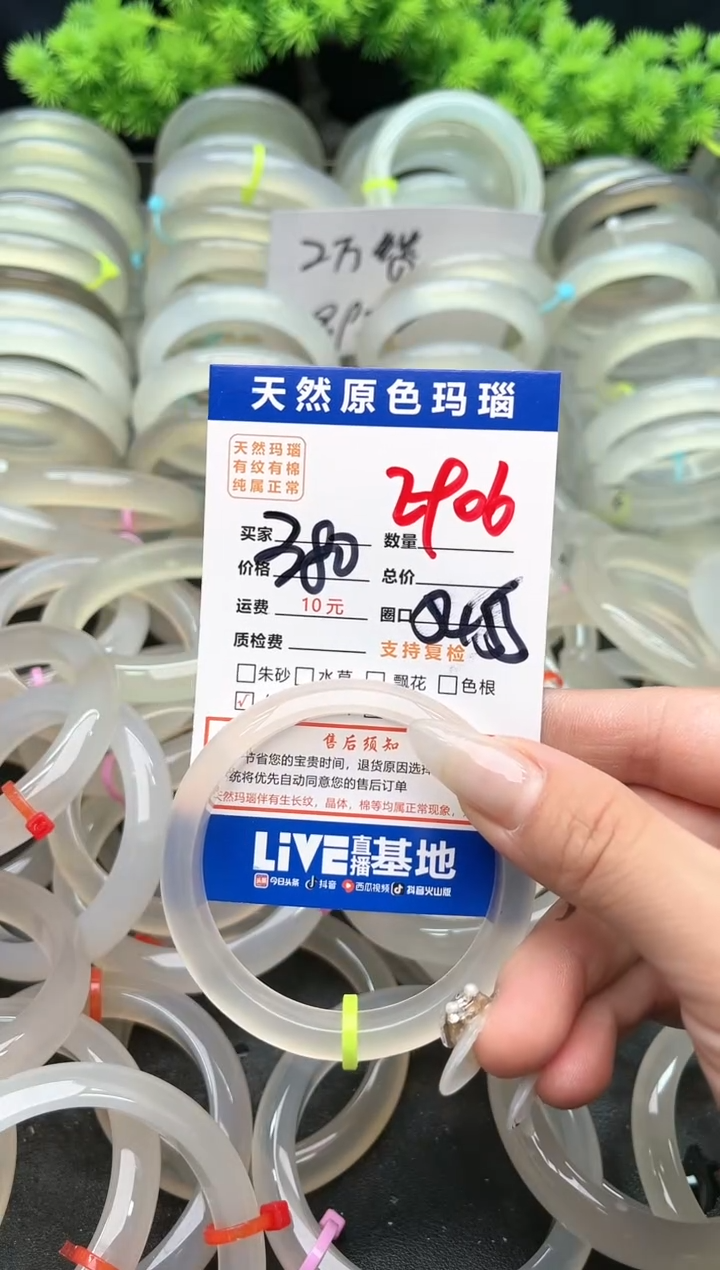 2万
天然原色玛瑙
天然玛瑙
有纹有棉
纯属正常
2906
买家 数量
380
价格 总价
运费 10元 圈口
质检费 支持复检
朱砂 水草 飘花 色根
售后须知
节省您的宝贵时间，退货原因选择
统将优先自动同意您的售后订单
天然玛瑙伴有生长纹，晶体，棉等均属正常现象，
LiVE直播基地
头条 今日头条 抖音 西瓜视频 抖音火山版